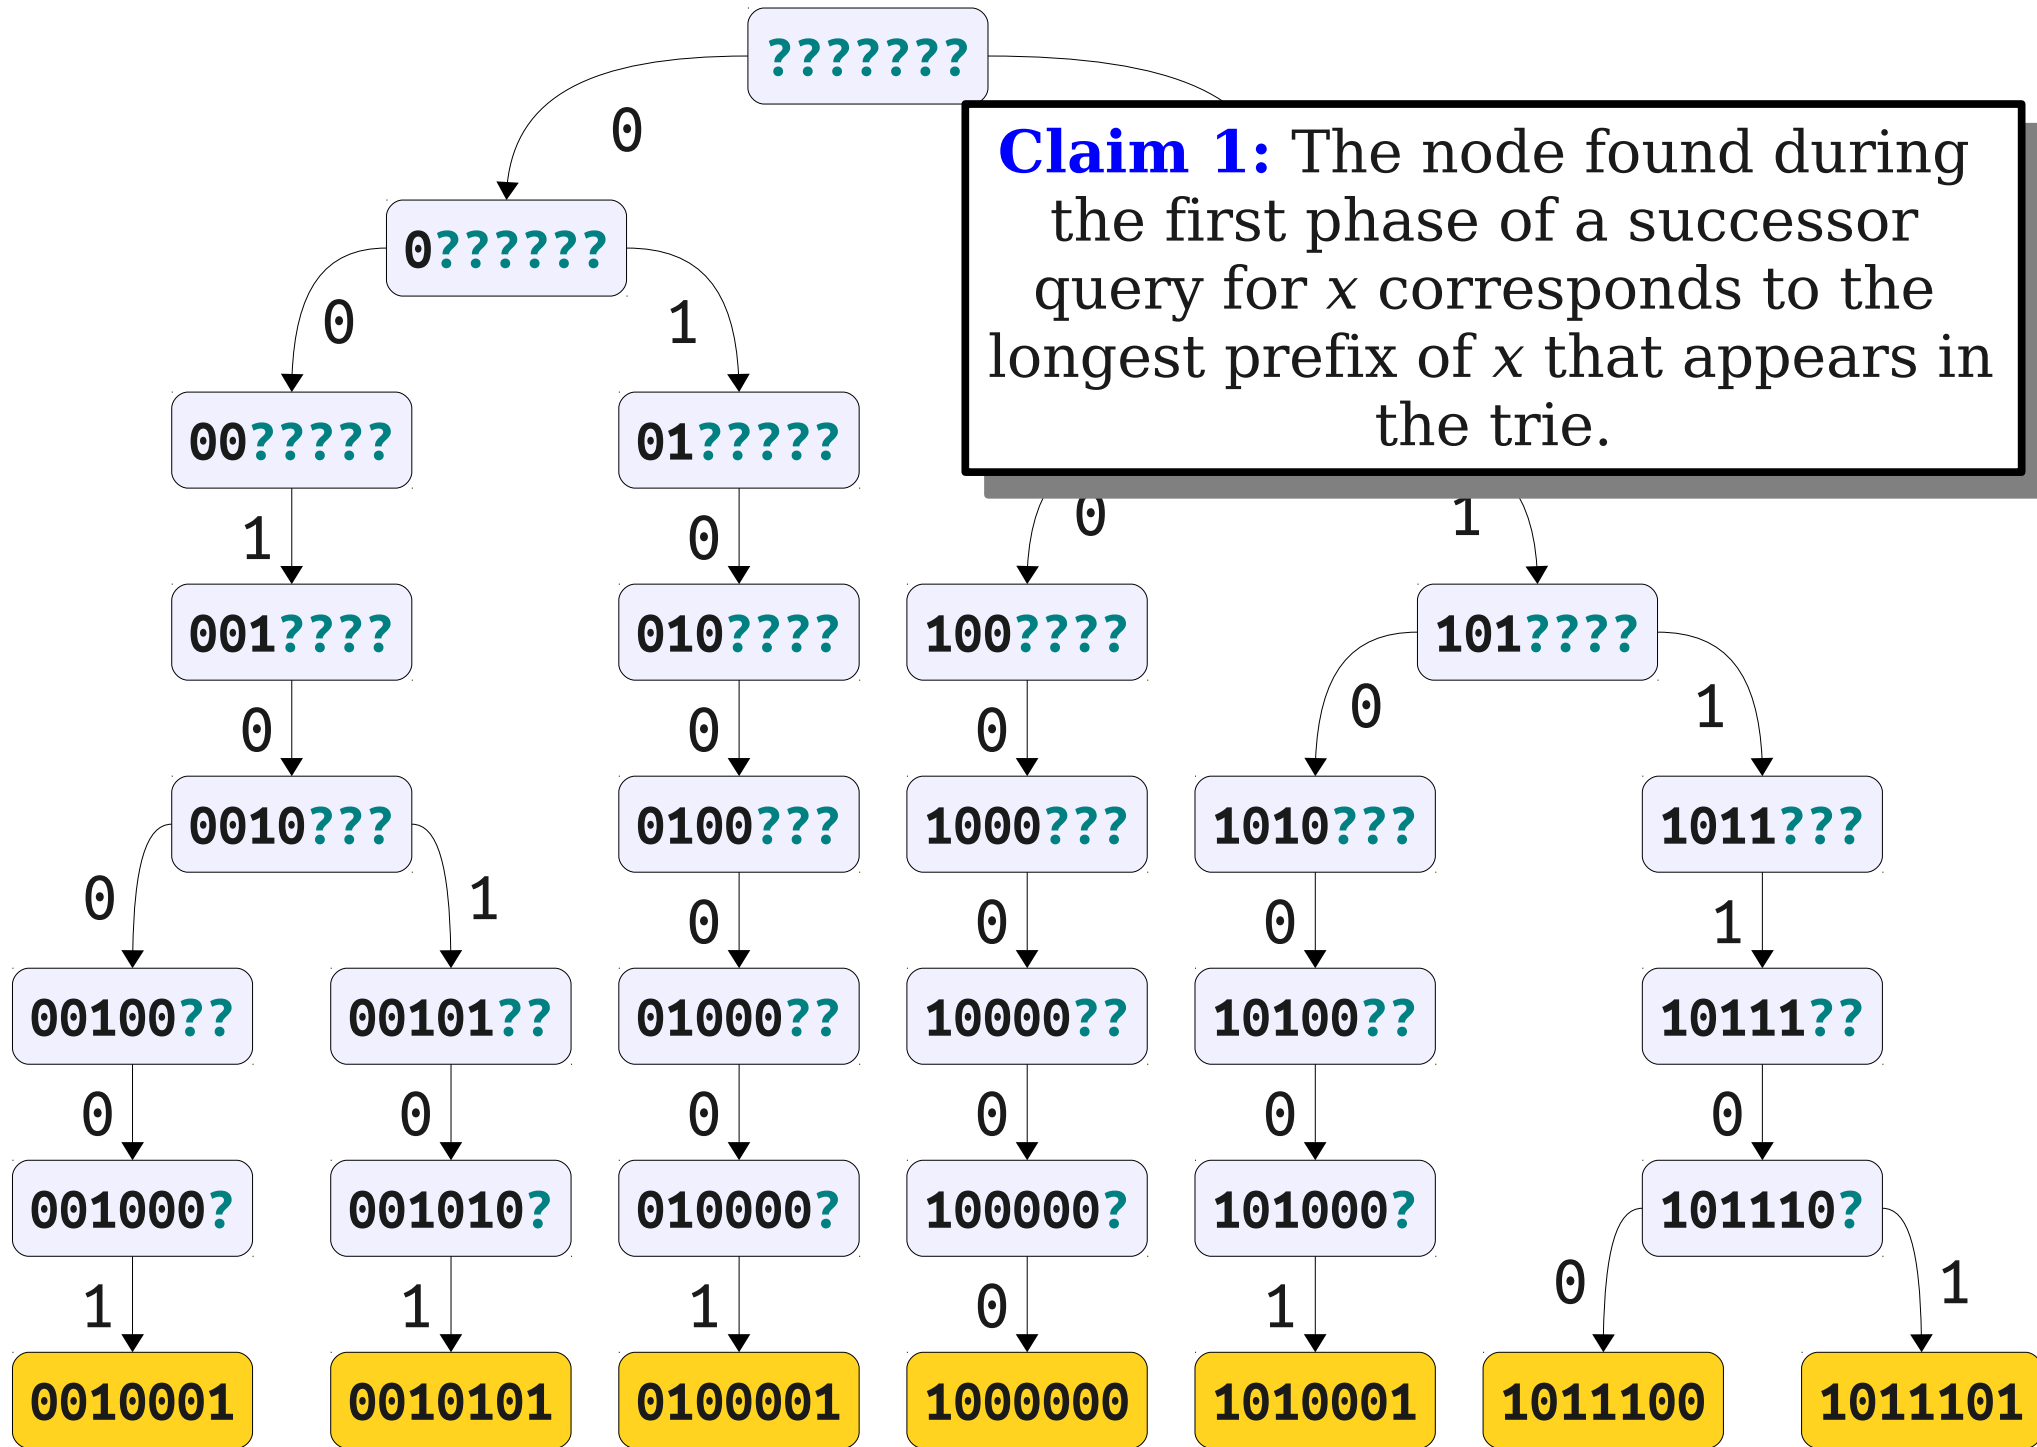 ???????
0
Claim 1: The node found during
the first phase of a successor
query for x corresponds to the
longest prefix of x that appears in
the trie.
0??????
0 1
00????? 01?????
1 0 0 1
001???? 010???? 100???? 101????
0 0 0 0 1
0010??? 0100??? 1000??? 1010??? 1011???
0 1 0 0 0 1
00100?? 00101?? 01000?? 10000?? 10100?? 10111??
0 0 0 0 0 0
001000? 001010? 010000? 100000? 101000? 101110?
1 1 1 0 1 0 1
0010001 0010101 0100001 1000000 1010001 1011100 1011101